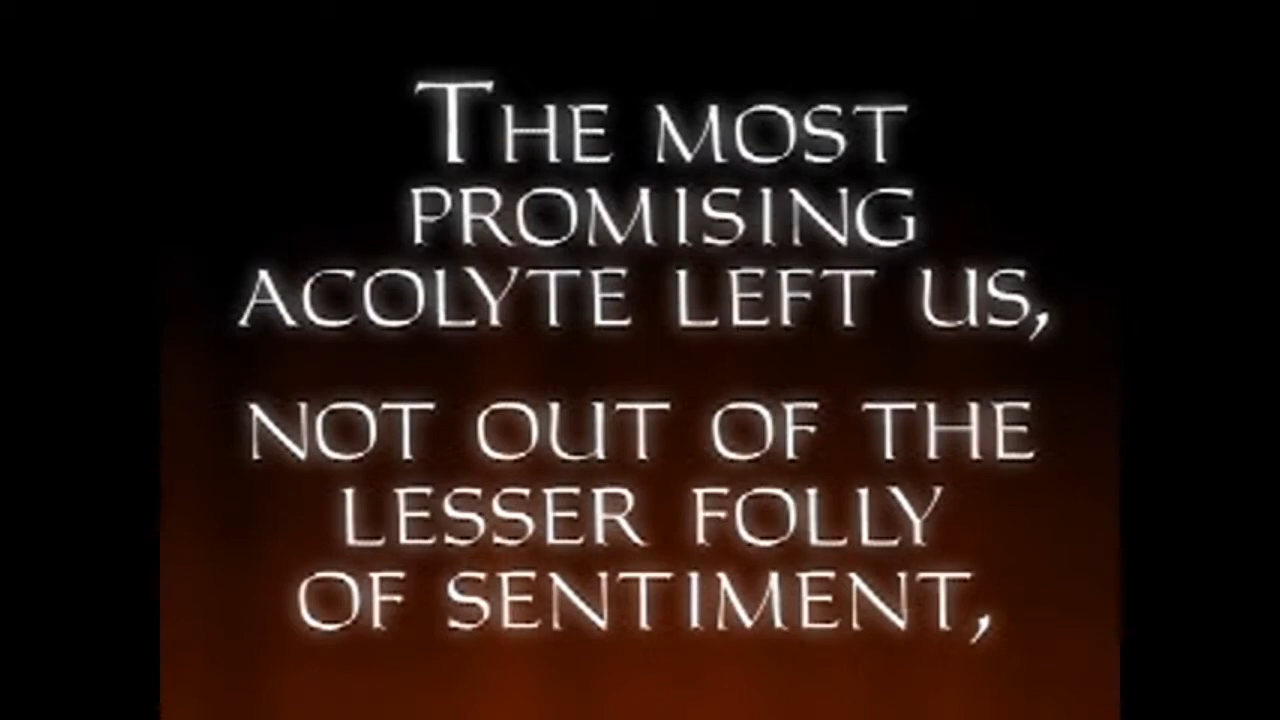 The most
promising
acolyte left us,
not out of the
lesser folly
of sentiment,